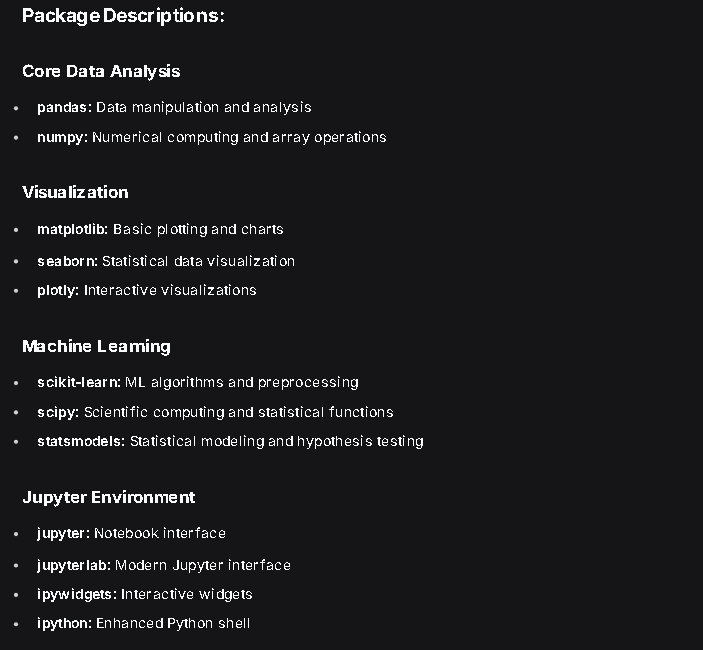 Package Descriptions:
Core Data Analysis
• pandas: Data manipulation and analysis
• numpy: Numerical computing and array operations
Visualization
• matplotlib: Basic plotting and charts
• seaborn: Statistical data visualization
• plotly: Interactive visualizations
Machine Learning
• scikit-learn: ML algorithms and preprocessing
• scipy: Scientific computing and statistical functions
• statsmodels: Statistical modeling and hypothesis testing
Jupyter Environment
• jupyter: Notebook interface
• jupyterlab: Modern Jupyter interface
• ipywidgets: Interactive widgets
• ipython: Enhanced Python shell